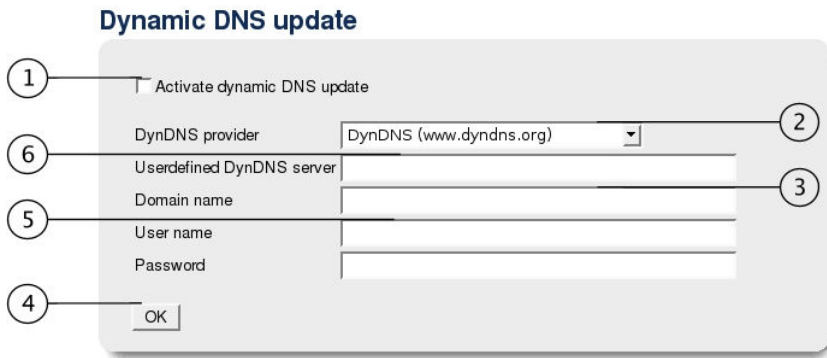 Dynamic DNS update
1
Activate dynamic DNS update
DynDNS provider DynDNS (www.dyndns.org) 2
6
Userdefined DynDNS server
Domain name 3
5
User name
Password
4
OK